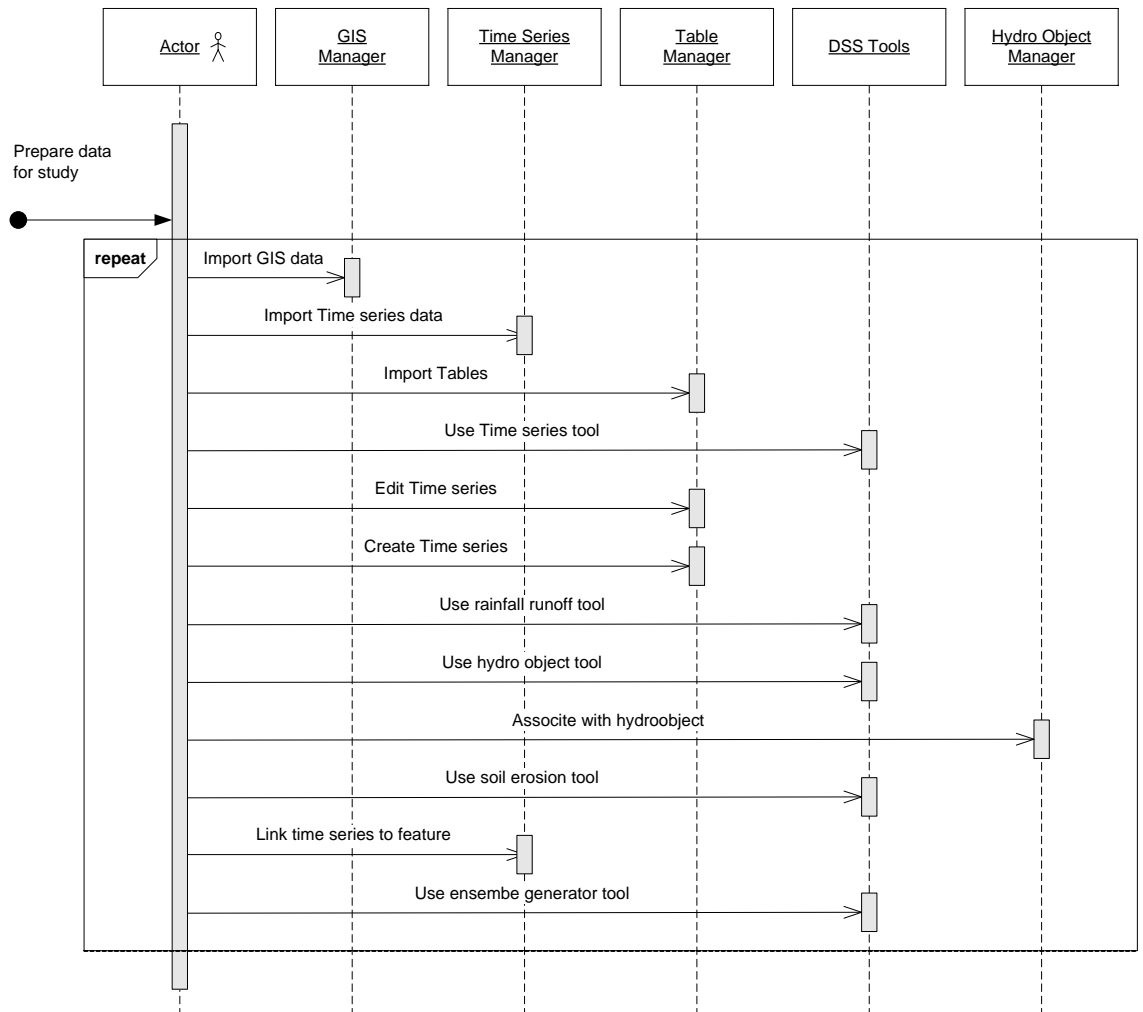 Actor
GIS
Manager
Time Series
Manager
Table
Manager
DSS Tools
Hydro Object
Manager
Prepare data
for study
repeat
Import GIS data
Import Time series data
Import Tables
Use Time series tool
Edit Time series
Create Time series
Use rainfall runoff tool
Use hydro object tool
Associte with hydroobject
Use soil erosion tool
Link time series to feature
Use ensembe generator tool